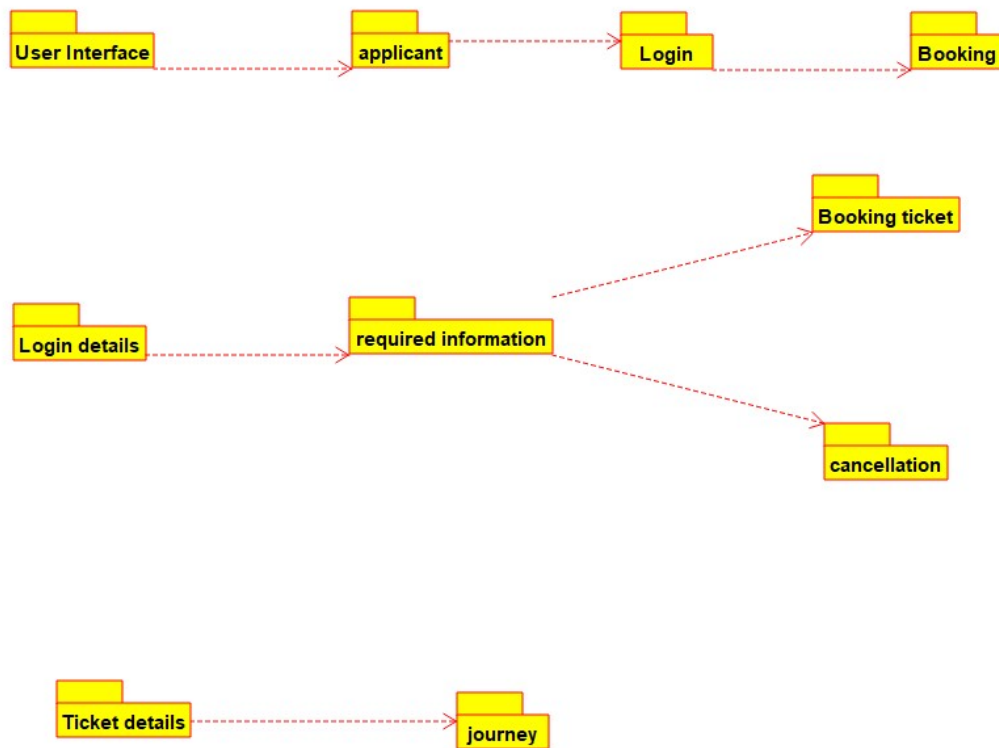 User Interface
applicant
Login
Booking
Booking ticket
Login details
required information
cancellation
Ticket details
journey